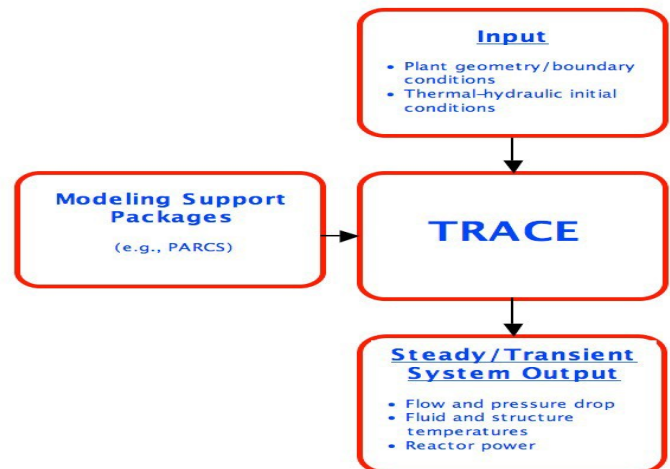 Input
• Plant geometry/boundary
conditions
• Thermal-hydraulic initial
conditions
Modeling Support
Packages
(e.g., PARCS)
TRACE
Steady/Transient
System Output
• Flow and pressure drop
• Fluid and structure
temperatures
• Reactor power